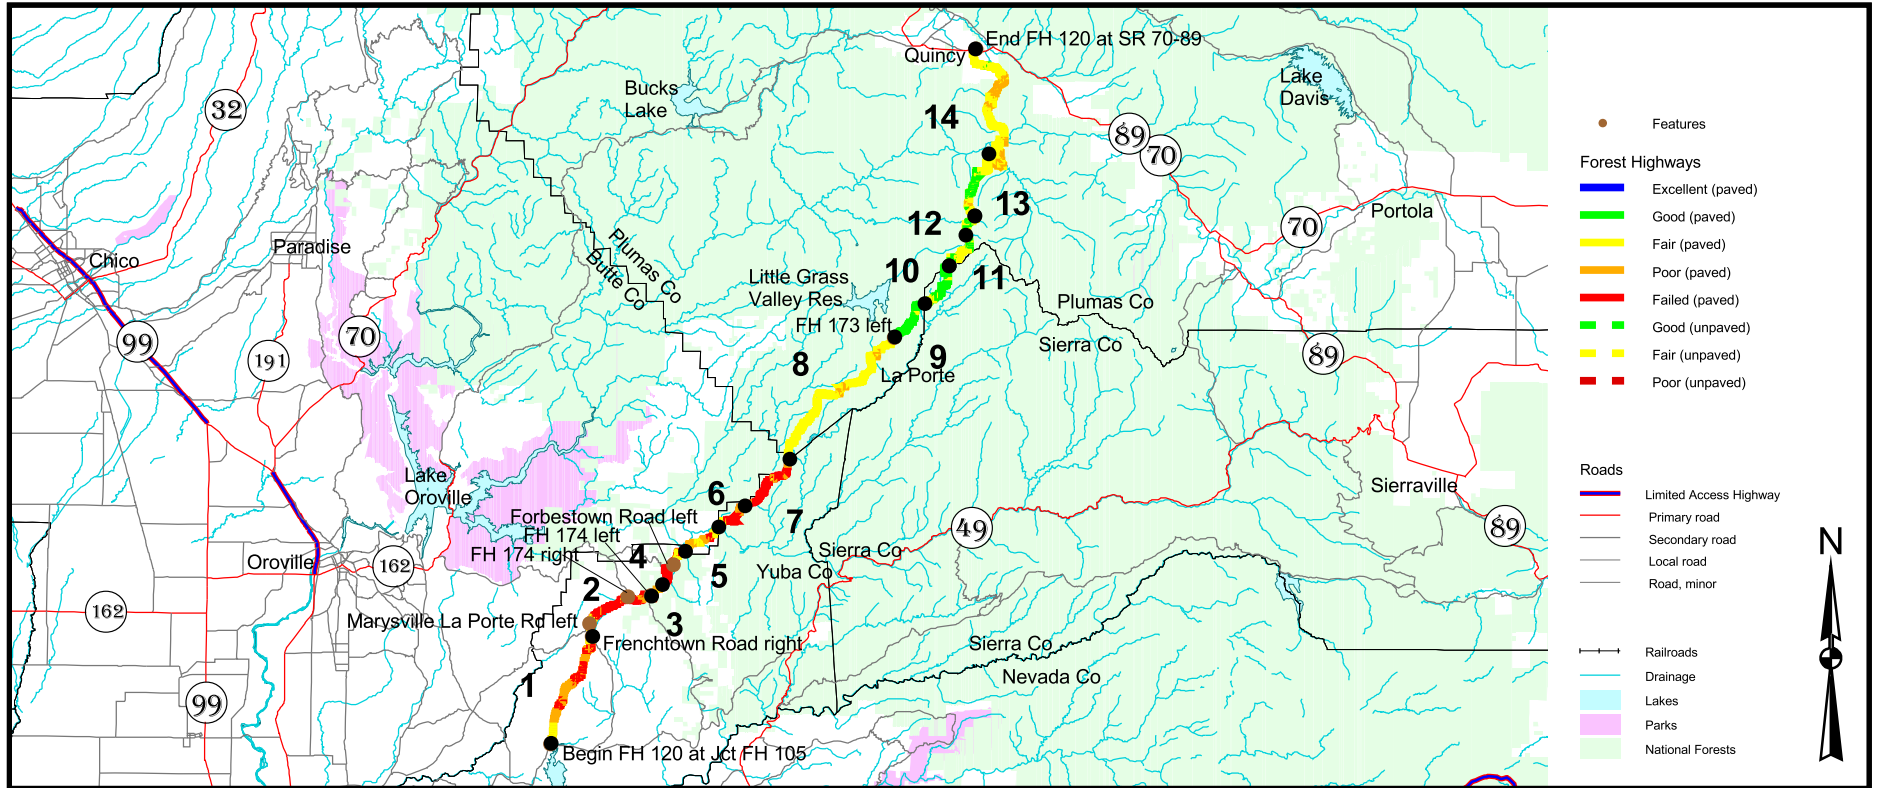 End FH 120 at SR 70-89
Quincy
Bucks
Lake
Lake
Davis
32
14
89
70
13
12
70
Portola
Paradise
Chico
Plumas Co
Butte Co
10
11
Little Grass
Valley Res
Plumas Co
FH 173 left
99
70
191
Sierra Co
89
8
9
La Porte
Lake
Oroville
6
Sierraville
Forbestown Road left
7
49
89
FH 174 left
FH 174 right
4
Sierra Co
Oroville
162
5
Yuba Co
2
162
Marysville La Porte Rd left
3
Frenchtown Road right
Sierra Co
Nevada Co
1
99
Begin FH 120 at Jct FH 105
Features
Forest Highways
Excellent (paved)
Good (paved)
Fair (paved)
Poor (paved)
Failed (paved)
Good (unpaved)
Fair (unpaved)
Poor (unpaved)
Roads
Limited Access Highway
Primary road
Secondary road
Local road
Road, minor
Railroads
Drainage
Lakes
Parks
National Forests
N